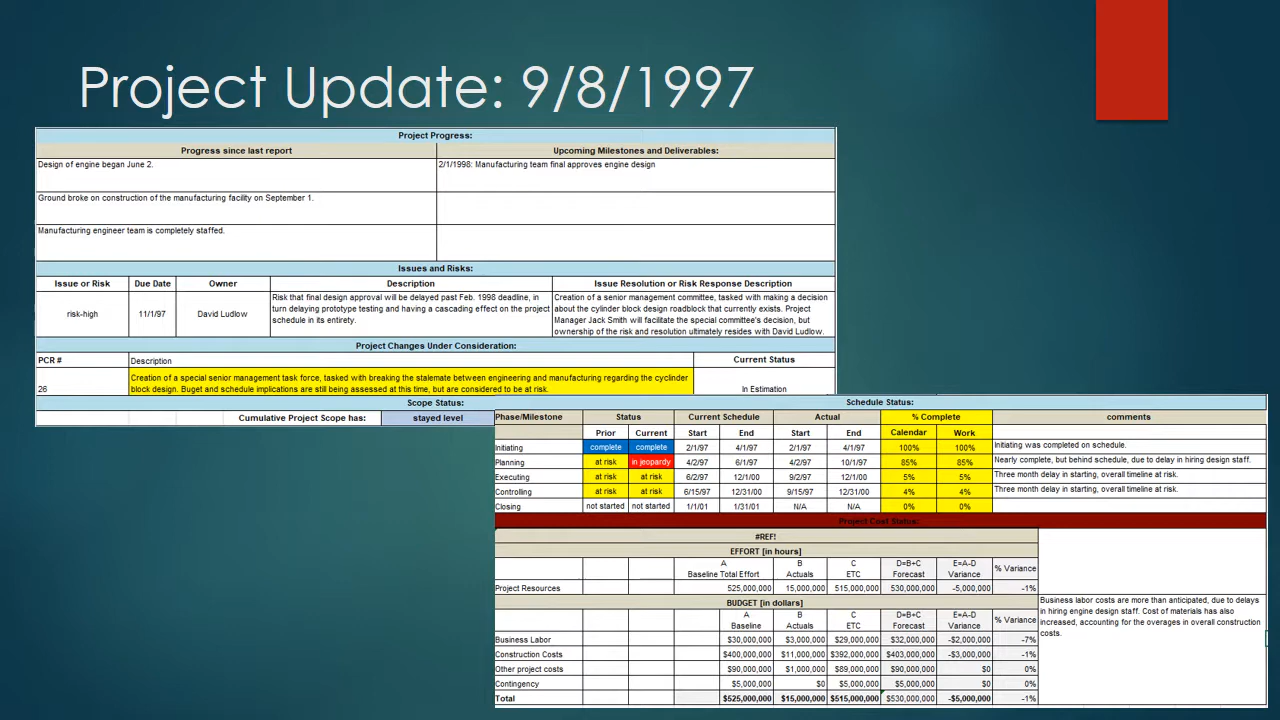 Project Update: 9/8/1997
Project Progress:
Progress since last report Upcoming Milestones and Deliverables:
Design of engine began June 2. 2/1/1998: Manufacturing team final approves engine design
Ground broke on construction of the manufacturing facility on September 1.
Manufacturing engineer team is completely staffed.
Issues and Risks:
Issue or Risk Due Date Owner Description Issue Resolution or Risk Response Description
risk-high 11/1/97 David Ludlow
Risk that final design approval will be delayed past Feb. 1998 deadline, in
turn delaying prototype testing and having a cascading effect on the project
schedule in its entirety.
Creation of a senior management committee, tasked with making a decision
about the cylinder block design roadblock that currently exists. Project
Manager Jack Smith will facilitate the special committee's decision, but
ownership of the risk and resolution ultimately resides with David Ludlow.
Project Changes Under Consideration:
PCR # Description Current Status
26
Creation of a special senior management task force, tasked with breaking the stalemate between engineering and manufacturing regarding the cyclinder
block design. Buget and schedule implications are still being assessed at this time, but are considered to be at risk.
In Estimation
Scope Status:
Cumulative Project Scope has: stayed level
Schedule Status:
Phase/Milestone Status Current Schedule Actual % Complete comments
Prior Current Start End Start End Calendar Work
Initiating complete complete 2/1/97 4/1/97 2/1/97 4/1/97 100% 100% Initiating was completed on schedule.
Planning at risk in jeopardy 4/2/97 6/1/97 4/2/97 10/1/97 85% 85% Nearly complete, but behind schedule, due to delay in hiring design staff.
Executing at risk at risk 6/2/97 12/1/00 9/2/97 12/1/00 5% 5% Three month delay in starting, overall timeline at risk.
Controlling at risk at risk 6/15/97 12/31/00 9/15/97 12/31/00 4% 4% Three month delay in starting, overall timeline at risk.
Closing not started not started 1/1/01 1/31/01 N/A N/A 0% 0%
Project Cost Status:
#REF!
EFFORT [in hours]
A B C D=B+C E=A-D % Variance
Baseline Total Effort Actuals ETC Forecast Variance
Project Resources 525,000,000 15,000,000 515,000,000 530,000,000 -5,000,000 -1%
BUDGET [in dollars]
A B C D=B+C E=A-D % Variance
Baseline Actuals ETC Forecast Variance
Business Labor $30,000,000 $3,000,000 $29,000,000 $32,000,000 -$2,000,000 -7%
Construction Costs $400,000,000 $11,000,000 $392,000,000 $403,000,000 -$3,000,000 -1%
Other project costs $90,000,000 $1,000,000 $89,000,000 $90,000,000 $0 0%
Contingency $5,000,000 $0 $5,000,000 $5,000,000 $0 0%
Total $525,000,000 $15,000,000 $515,000,000 $530,000,000 -$5,000,000 -1%
Business labor costs are more than anticipated, due to delays
in hiring engine design staff. Cost of materials has also
increased, accounting for the overages in overall construction
costs.